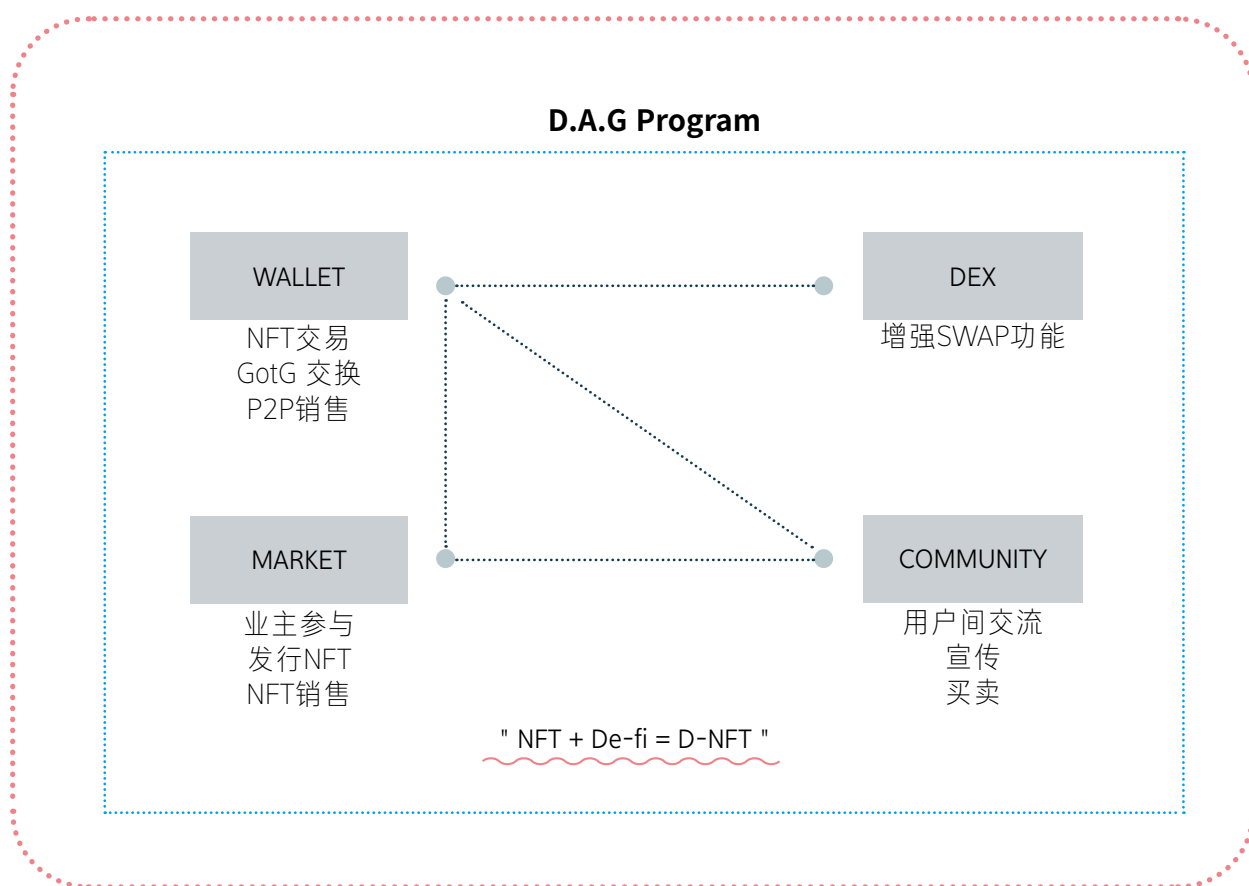 D.A.G Program
WALLET
NFT交易
GotG 交换
P2P销售
DEX
增强SWAP功能
MARKET
业主参与
发行NFT
NFT销售
COMMUNITY
用户间交流
宣传
买卖
" NFT + De-fi = D-NFT "